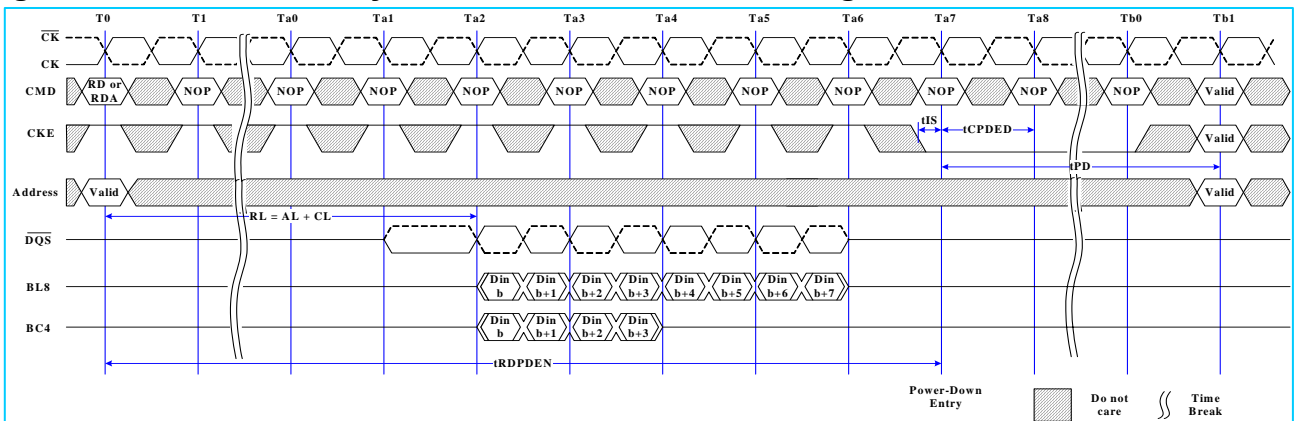 T0 T1 Ta0 Ta1 Ta2 Ta3 Ta4 Ta5 Ta6 Ta7 Ta8 Tb0 Tb1
CK
CK
CMD RD or RDA NOP NOP NOP NOP NOP NOP NOP NOP NOP NOP NOP Valid
CKE tIS tCPDED Valid
tPD
Address Valid Valid
RL = AL + CL
DQS
BL8 Din b Din b+1 Din b+2 Din b+3 Din b+4 Din b+5 Din b+6 Din b+7
BC4 Din b Din b+1 Din b+2 Din b+3
tRDPDEN
Power-Down Entry
Do not care
Time Break